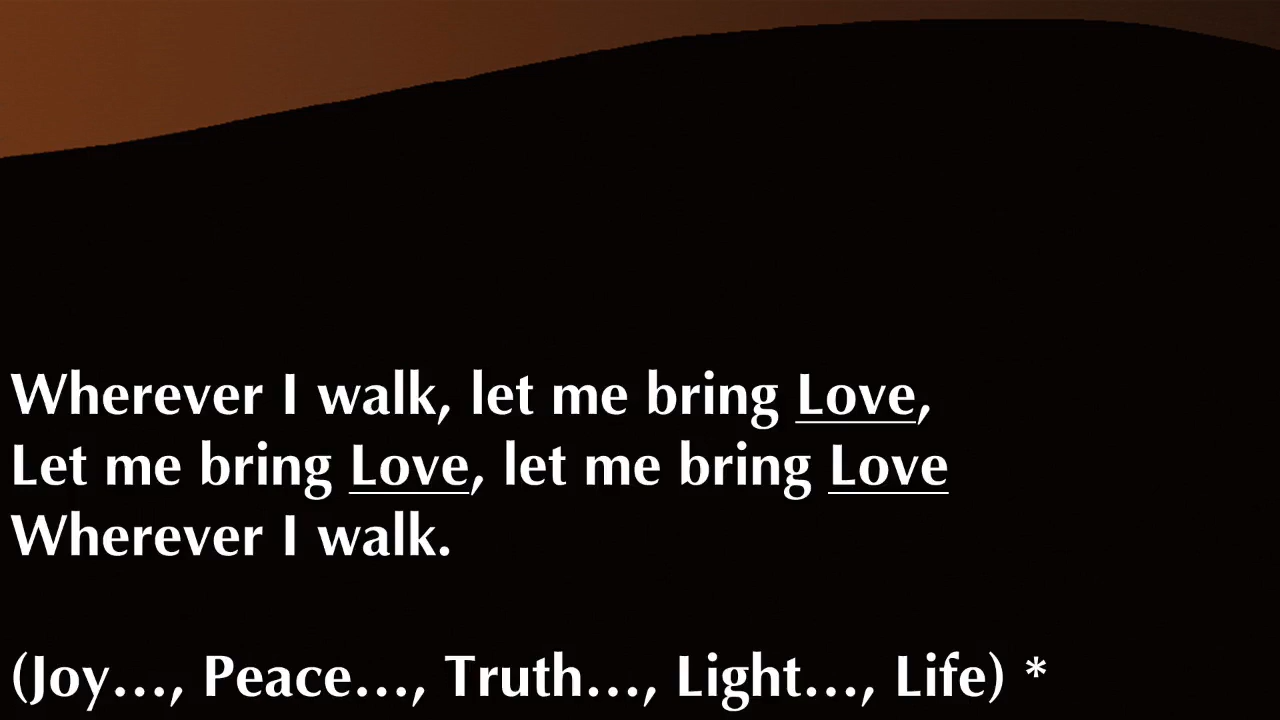 Wherever I walk, let me bring Love,
Let me bring Love, let me bring Love
Wherever I walk.
(Joy..., Peace..., Truth..., Light..., Life) *